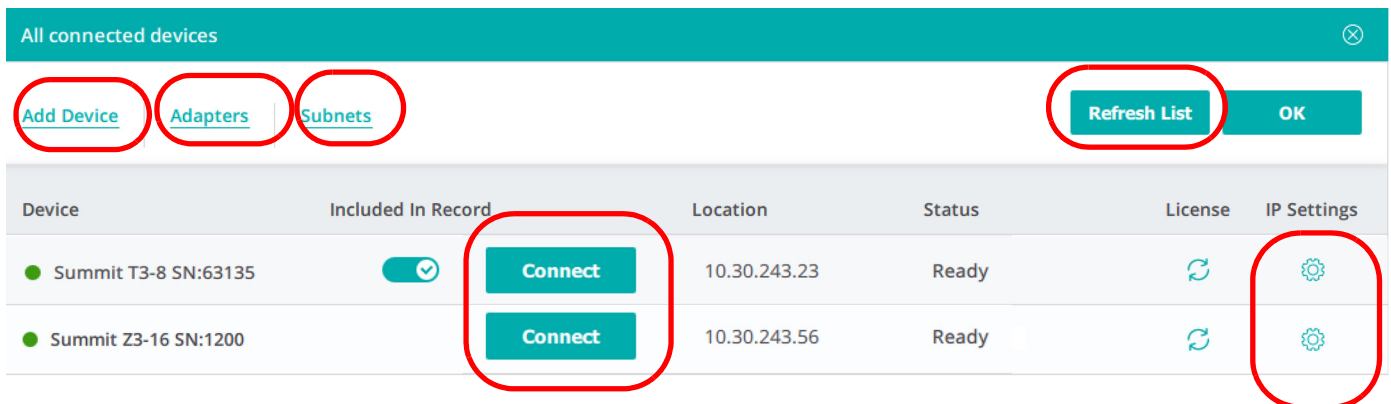 All connected devices
Add Device Adapters Subnets Refresh List OK
Device Included In Record Location Status License IP Settings
Summit T3-8 SN:63135 Connect 10.30.243.23 Ready
Summit Z3-16 SN:1200 Connect 10.30.243.56 Ready